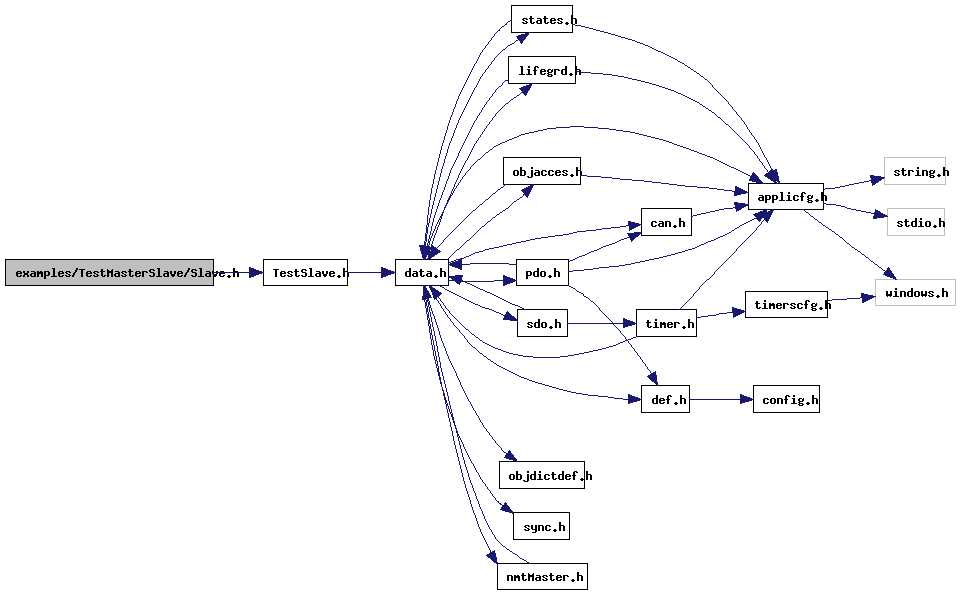 states.h
lifegrd.h
objacces.h
string.h
applicfg.h
can.h
stdio.h
examples/TestMasterSlave/Slave.h
TestSlave.h
data.h
pdo.h
windows.h
timerscfg.h
sdo.h
timer.h
def.h
config.h
objdictdef.h
sync.h
nmtMaster.h